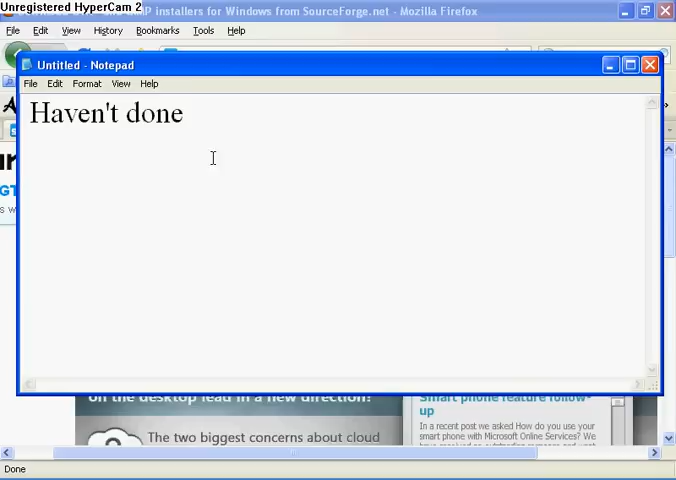 Unregistered HyperCam 2
installers for Windows from SourceForge.net - Mozilla Firefox
File Edit View History Bookmarks Tools Help
Untitled - Notepad
File Edit Format View Help
Haven't done
on the desktop lead in a new direction!
The two biggest concerns about cloud
Smart phone feature follow-
up
In a recent post we asked How do you use your
smart phone with Microsoft Online Services? We
Done